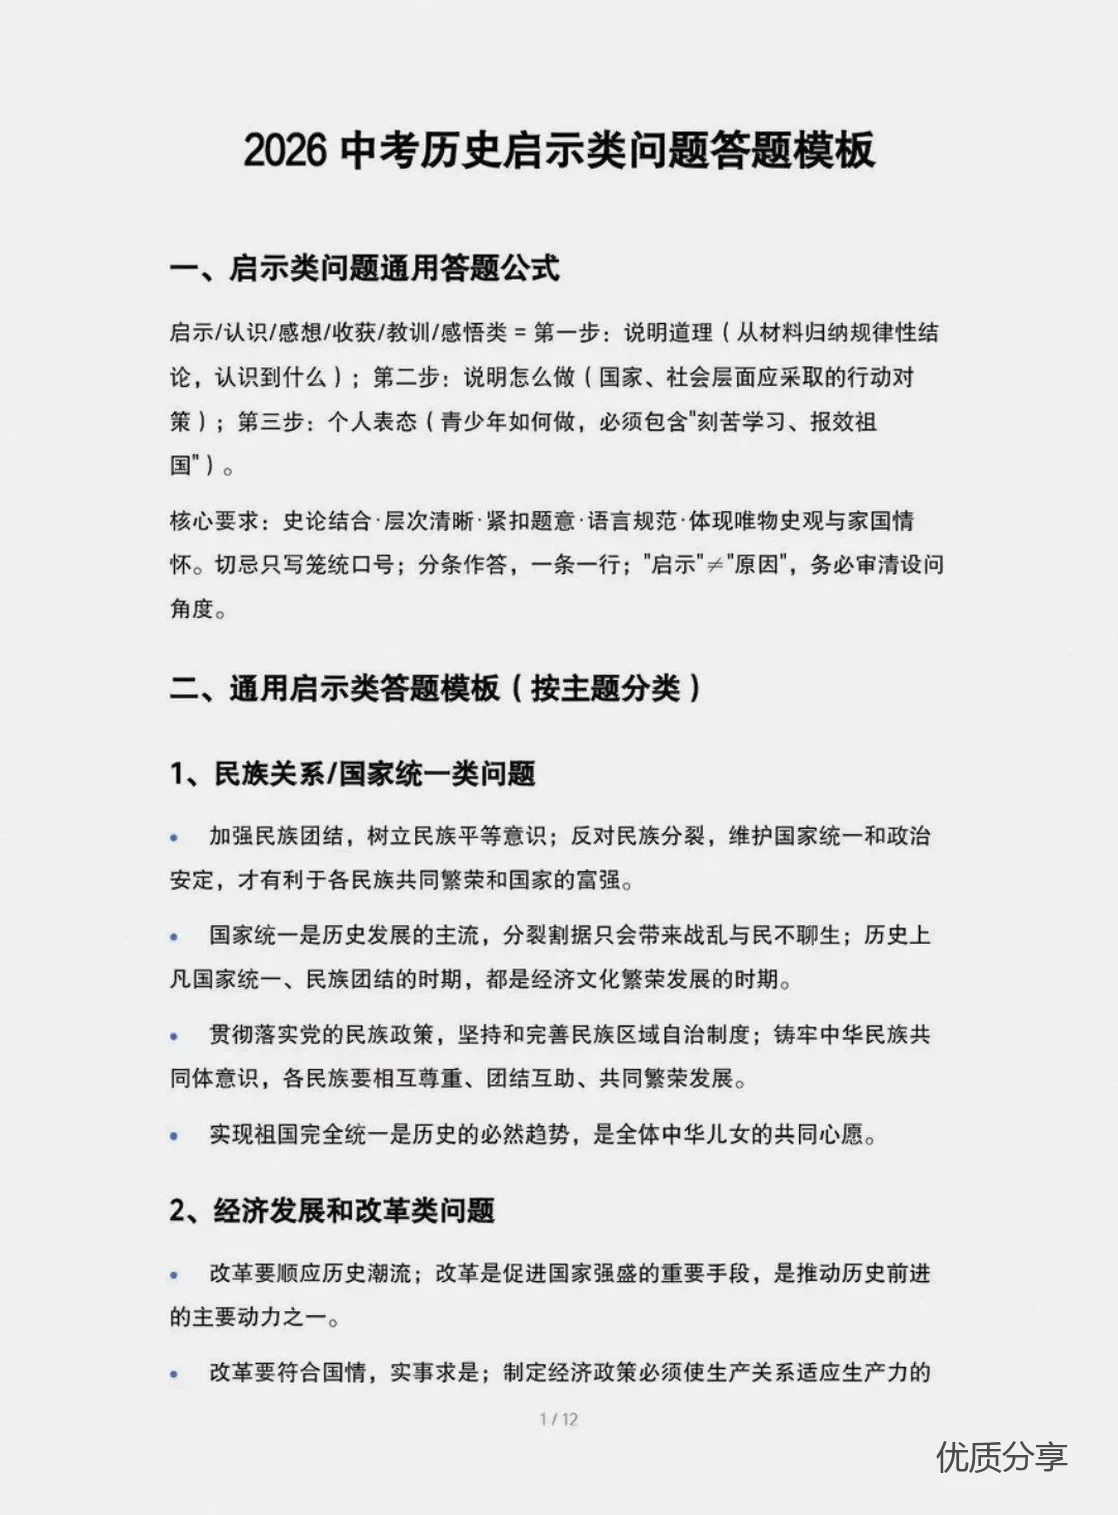 2026 中考历史启示类问题答题模板
一、启示类问题通用答题公式
启示/认识/感想/收获/教训/感悟类 = 第一步：说明道理（从材料归纳规律性结
论，认识到什么）；第二步：说明怎么做（国家、社会层面应采取的行动对
策）；第三步：个人表态（青少年如何做，必须包含"刻苦学习、报效祖
国"）。
核心要求：史论结合·层次清晰·紧扣题意·语言规范·体现唯物史观与家国情
怀。切忌只写笼统口号；分条作答，一条一行；"启示"≠"原因"，务必审清设问
角度。
二、通用启示类答题模板（按主题分类）
1、民族关系/国家统一类问题
• 加强民族团结，树立民族平等意识；反对民族分裂，维护国家统一和政治
安定，才有利于各民族共同繁荣和国家的富强。
• 国家统一是历史发展的主流，分裂割据只会带来战乱与民不聊生；历史上
凡国家统一、民族团结的时期，都是经济文化繁荣发展的时期。
• 贯彻落实党的民族政策，坚持和完善民族区域自治制度；铸牢中华民族共
同体意识，各民族要相互尊重、团结互助、共同繁荣发展。
• 实现祖国完全统一是历史的必然趋势，是全体中华儿女的共同心愿。
2、经济发展和改革类问题
• 改革要顺应历史潮流；改革是促进国家强盛的重要手段，是推动历史前进
的主要动力之一。
• 改革要符合国情，实事求是；制定经济政策必须使生产关系适应生产力的
1 / 12
优质分享